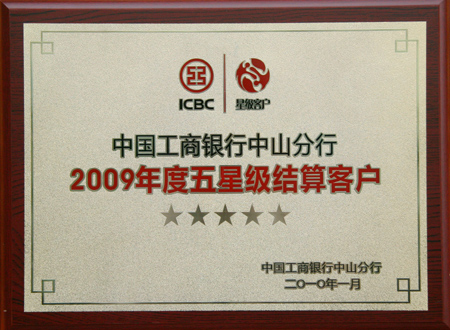 ICBC
星级客户
中国工商银行中山分行
2009年度五星级结算客户
中国工商银行中山分行
二〇一〇年一月